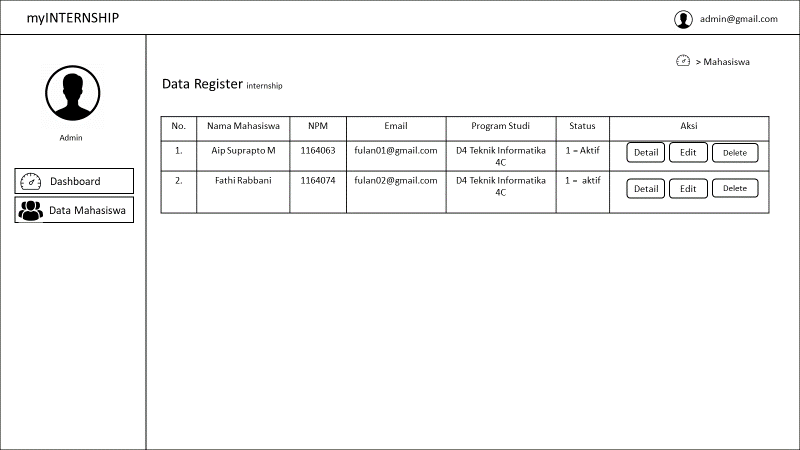 myINTERNSHIP
admin@gmail.com
> Mahasiswa
Data Register internship
Admin
Dashboard
Data Mahasiswa
No. Nama Mahasiswa NPM Email Program Studi Status Aksi
1. Aip Suprapto M 1164063 fulan01@gmail.com D4 Teknik Informatika 1 – Aktif Detail Edit Delete
4C
2. Fathi Rabbani 1164074 fulan02@gmail.com D4 Teknik Informatika 1 – aktif Detail Edit Delete
4C